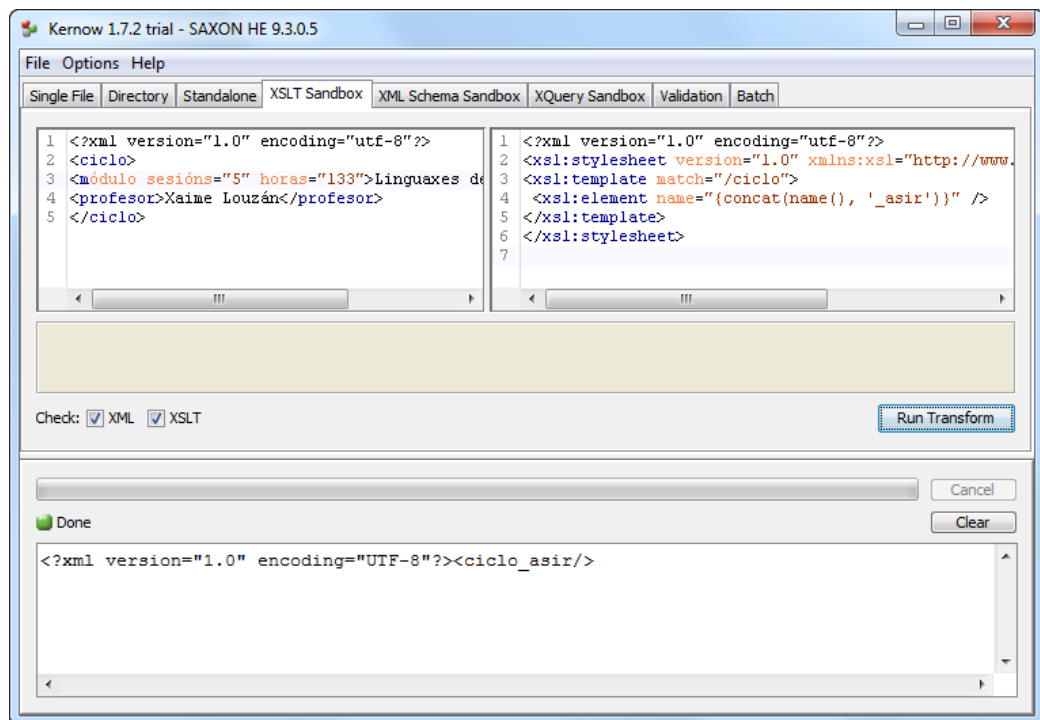 Kernow 1.7.2 trial - SAXON HE 9.3.0.5
File Options Help
Single File Directory Standalone XSLT Sandbox XML Schema Sandbox XQuery Sandbox Validation Batch
1 <?xml version="1.0" encoding="utf-8"?>
2 <ciclo>
3 <módulo sesións="5" horas="133">Linguaxes de
4 <profesor>Xaime Louzán</profesor>
5 </ciclo>
1 <?xml version="1.0" encoding="utf-8"?>
2 <xsl:stylesheet version="1.0" xmlns:xsl="http://www.
3 <xsl:template match="/ciclo">
4 <xsl:element name="{concat(name(), '_asir')}" />
5 </xsl:template>
6 </xsl:stylesheet>
7
Check: XML XSLT
Run Transform
Cancel
Done
Clear
<?xml version="1.0" encoding="UTF-8"?><ciclo_asir/>